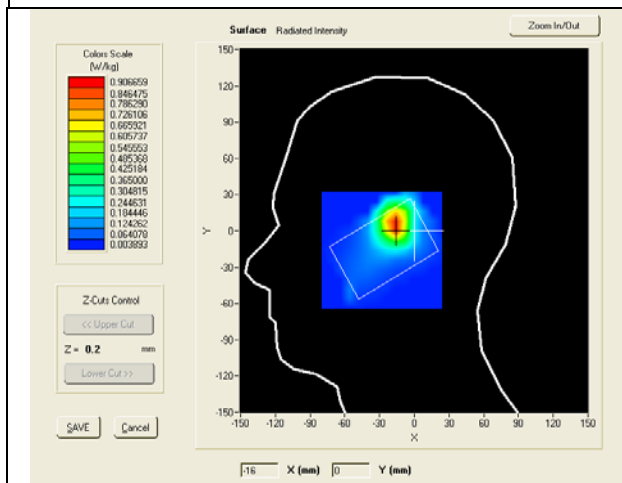 Surface Radiated Intensity
Zoom In/Out
Colors Scale
(W/kg)
0.906659
0.846475
0.786290
0.726106
0.665921
0.605737
0.545553
0.485368
0.425184
0.365000
0.304815
0.244631
0.184446
0.124262
0.064078
0.003893
Z-Cuts Control
<< Upper Cut
Z = 0.2 mm
Lower Cut >>
SAVE Cancel
150
120
90
60
30
0
-30
-60
-90
-120
-150
Y
-150 -120 -90 -60 -30 0 30 60 90 120 150
X
-16 X (mm) 0 Y (mm)